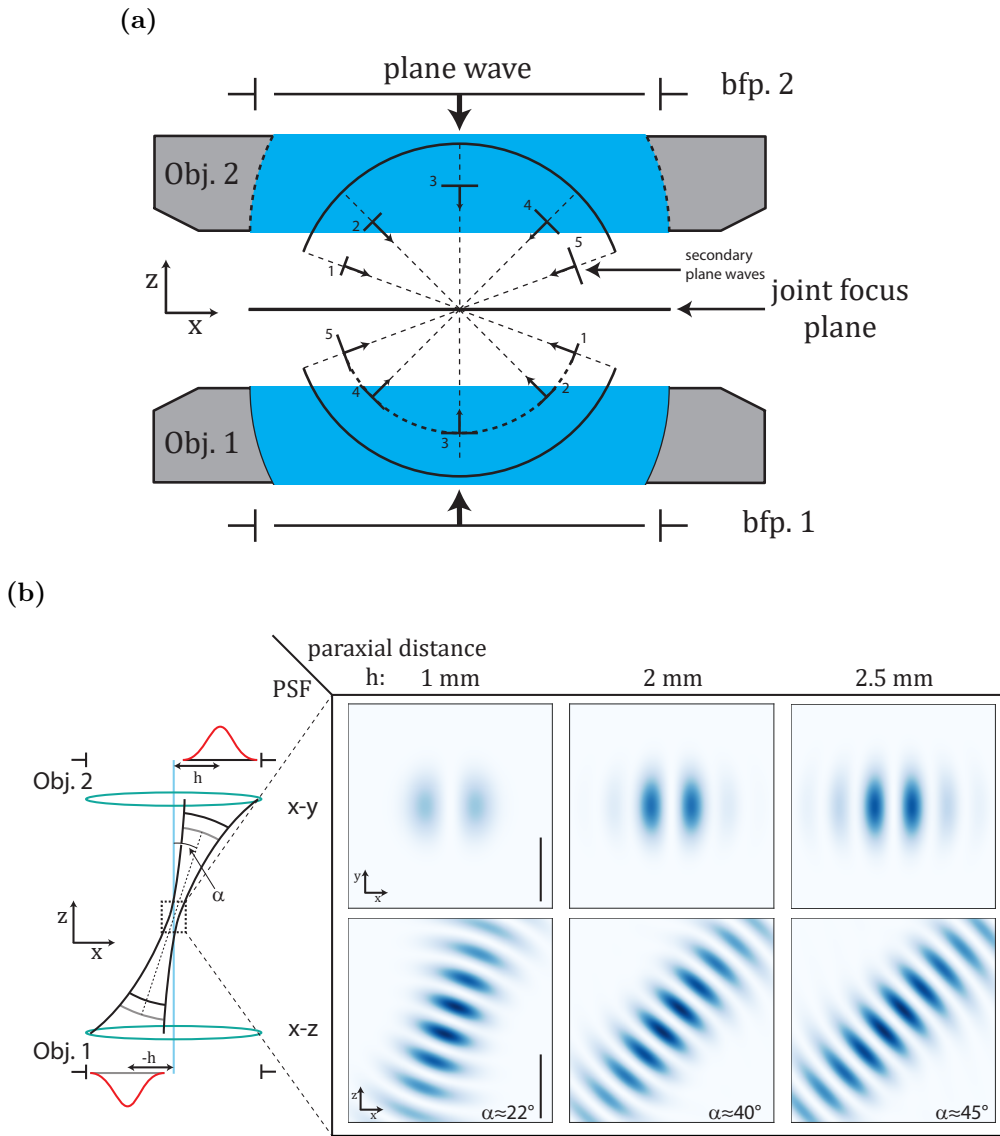 (a)
plane wave
bfp. 2
Obj. 2
3
2
4
1
5
secondary
plane waves
z
x
joint focus
plane
5
1
4
2
3
Obj. 1
bfp. 1
(b)
paraxial distance
PSF
h: 1 mm 2 mm 2.5 mm
h
Obj. 2
x-y
α
y
x
z
x
x-z
Obj. 1
-h
z
x
α≈22°
α≈40°
α≈45°